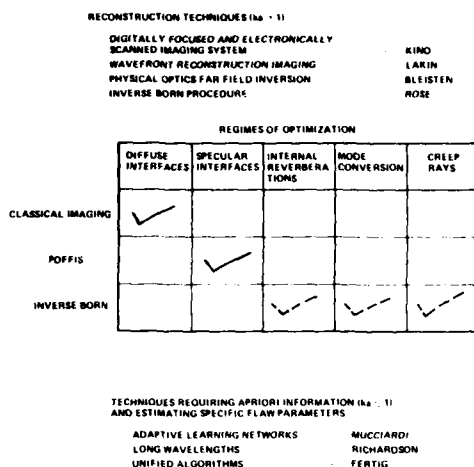 RECONSTRUCTION TECHNIQUES (ka > 1)
DIGITALLY FOCUSED AND ELECTRONICALLY
SCANNED IMAGING SYSTEM KINO
WAVEFRONT RECONSTRUCTION IMAGING LAKIN
PHYSICAL OPTICS FAR FIELD INVERSION BLEISTEN
INVERSE BORN PROCEDURE ROSE
REGIMES OF OPTIMIZATION
DIFFUSE INTERFACES SPECULAR INTERFACES INTERNAL REVERBERA TIONS MODE CONVERSION CREEP RAYS
CLASSICAL IMAGING
POFFIS
INVERSE BORN
TECHNIQUES REQUIRING APRIORI INFORMATION (ka 1)
AND ESTIMATING SPECIFIC FLAW PARAMETERS
ADAPTIVE LEARNING NETWORKS MUCCIARDI
LONG WAVELENGTHS RICHARDSON
UNIFIED ALGORITHMS FERTIG